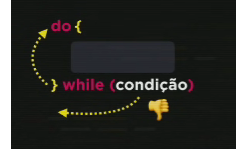 do {
} while (condição)